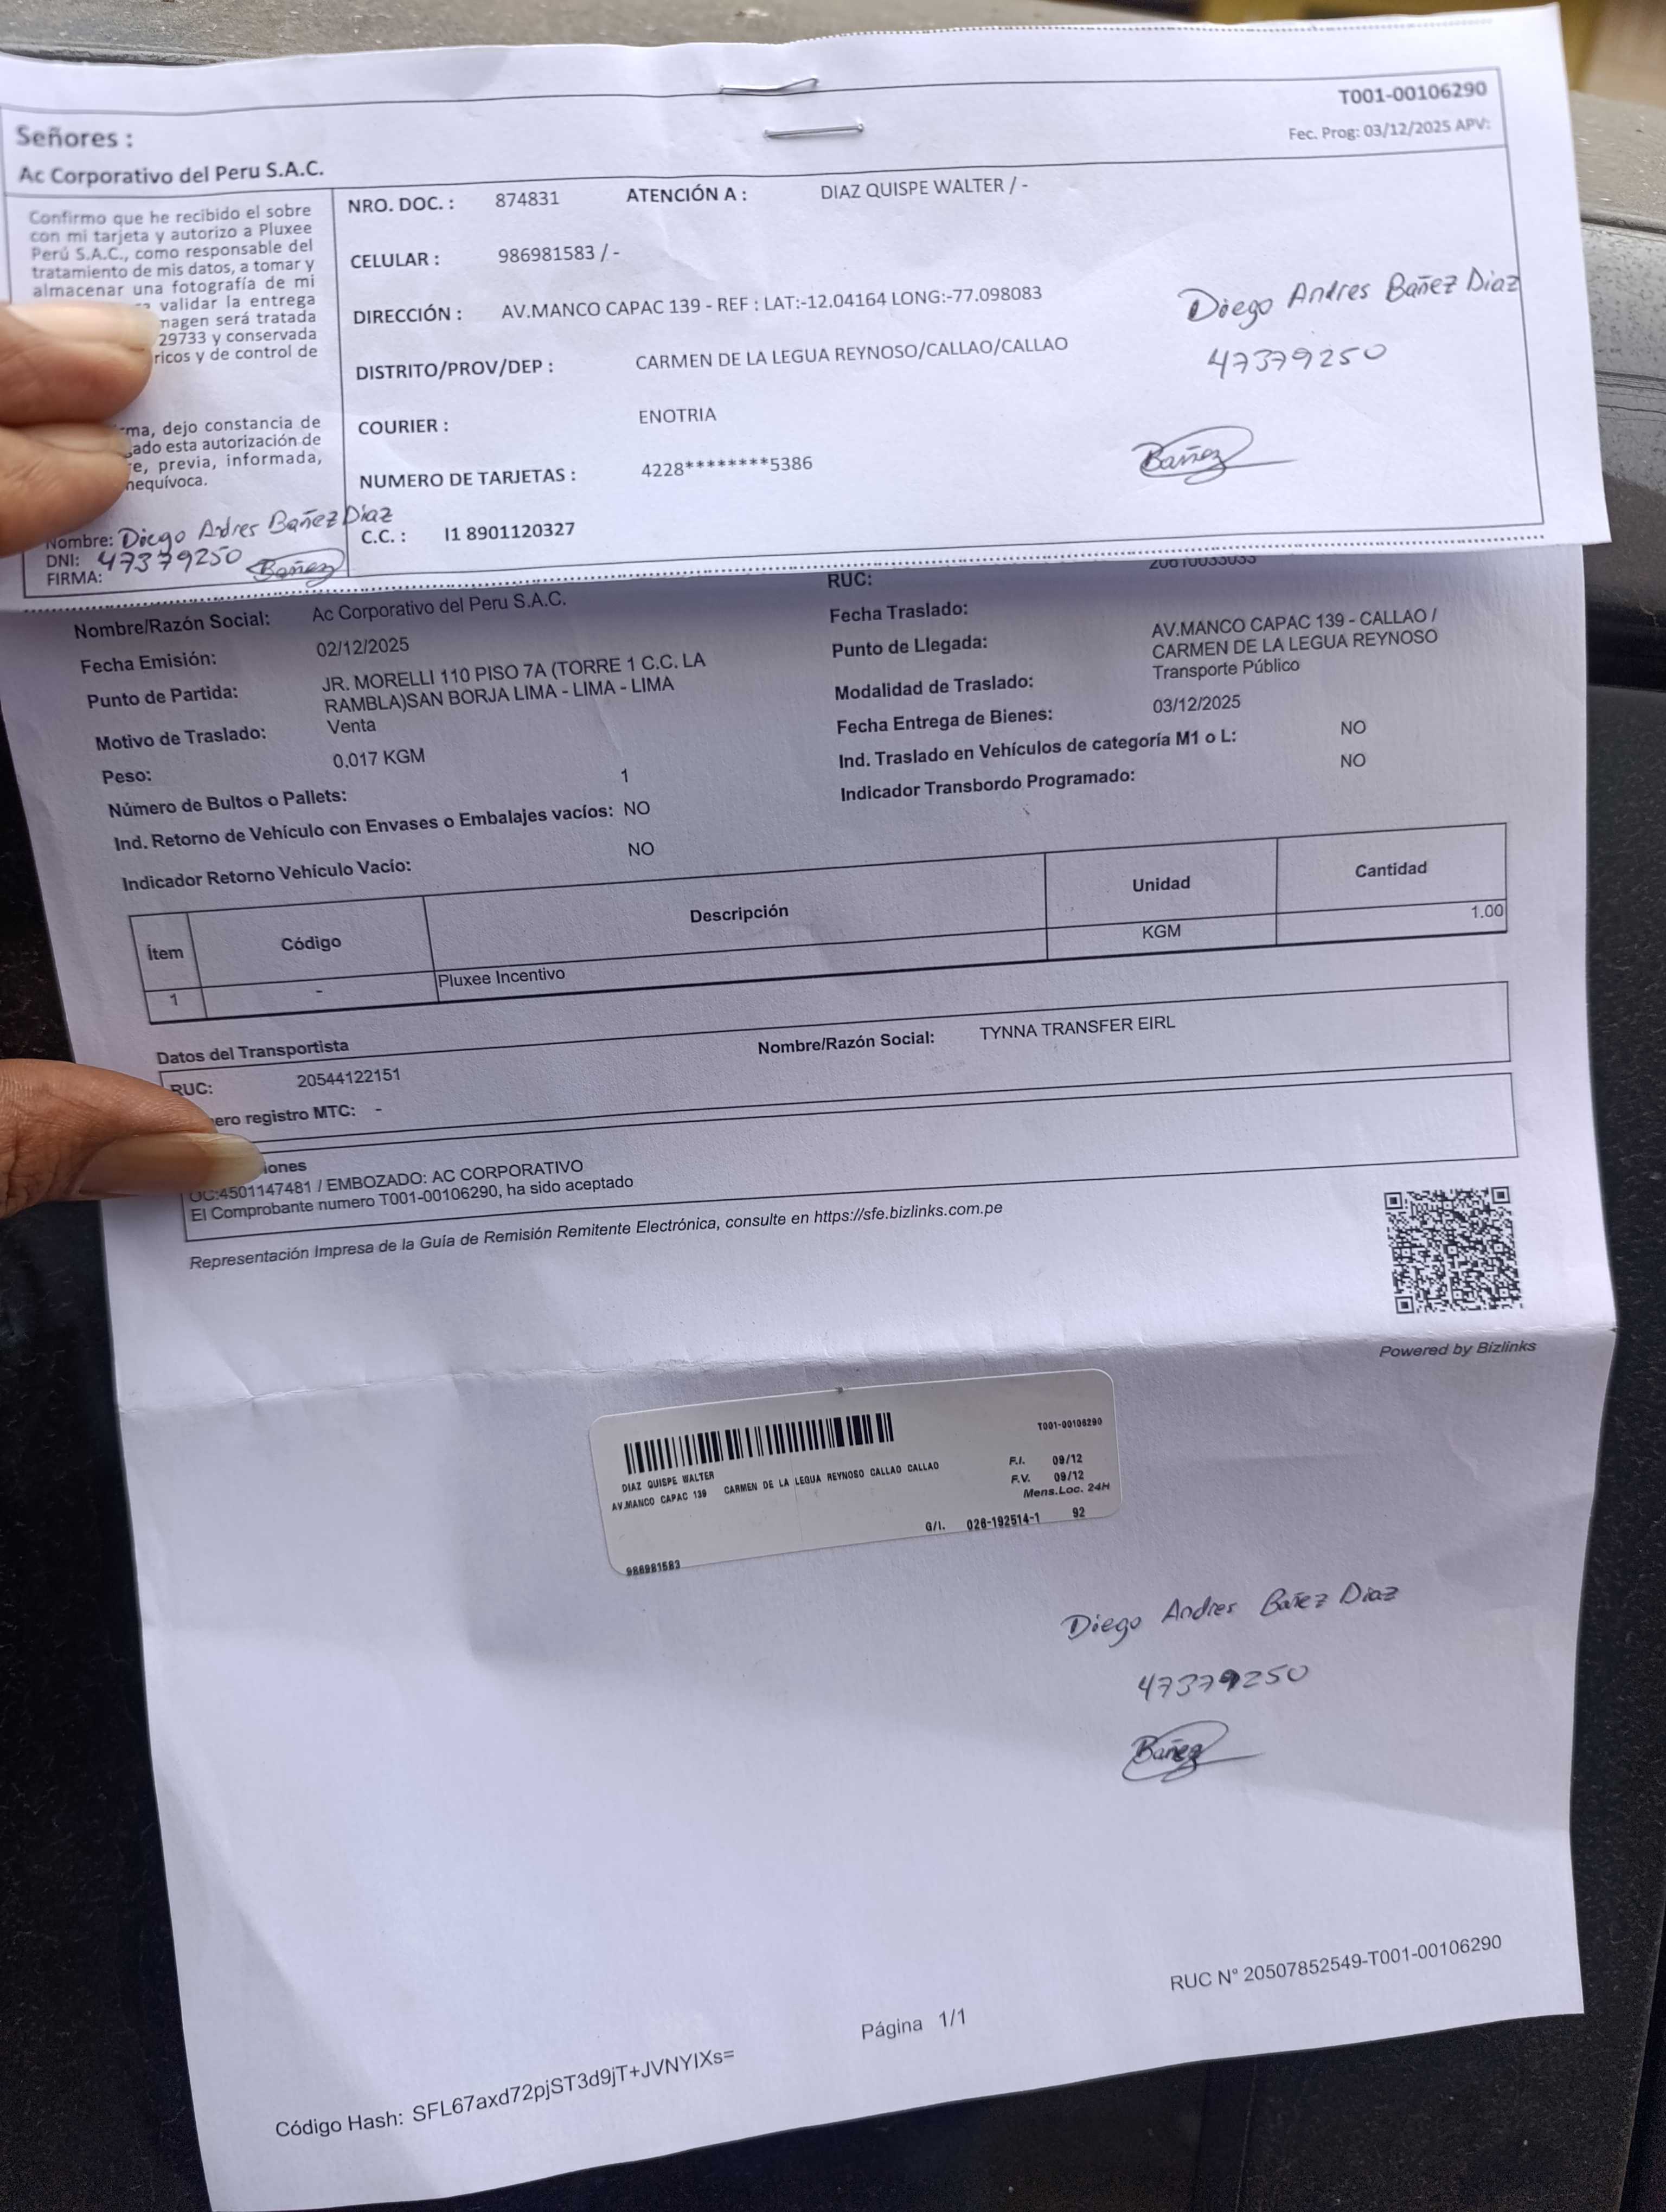 T001-00106290
Fec. Prog: 03/12/2025 APV:
Señores :
Ac Corporativo del Peru S.A.C.
Confirmo que he recibido el sobre
con mi tarjeta y autorizo a Pluxee
Perú S.A.C., como responsable del
tratamiento de mis datos, a tomar y
almacenar una fotografía de mi
validar la entrega
será tratada
29733 y conservada
y de control de
dejo constancia de
esta autorización de
previa, informada,
Nombre: Diego Andres Bañez Diaz
DNI: 47379250
FIRMA: Bañez
NRO. DOC. : 874831 ATENCIÓN A : DIAZ QUISPE WALTER / -
CELULAR : 986981583 / -
DIRECCIÓN : AV.MANCO CAPAC 139 - REF : LAT:-12.04164 LONG:-77.098083
DISTRITO/PROV/DEP : CARMEN DE LA LEGUA REYNOSO/CALLAO/CALLAO
COURIER : ENOTRIA
NUMERO DE TARJETAS : 4228********5386
C.C. : I1 8901120327
Diego Andres Bañez Diaz
47379250
Bañez
Nombre/Razón Social: Ac Corporativo del Peru S.A.C.
Fecha Emisión: 02/12/2025
Punto de Partida: JR. MORELLI 110 PISO 7A (TORRE 1 C.C. LA
RAMBLA)SAN BORJA LIMA - LIMA - LIMA
Motivo de Traslado: Venta
Peso: 0.017 KGM
Número de Bultos o Pallets: 1
Ind. Retorno de Vehículo con Envases o Embalajes vacíos: NO
Indicador Retorno Vehículo Vacío: NO
RUC:
Fecha Traslado:
Punto de Llegada: AV.MANCO CAPAC 139 - CALLAO /
CARMEN DE LA LEGUA REYNOSO
Modalidad de Traslado: Transporte Público
Fecha Entrega de Bienes: 03/12/2025
Ind. Traslado en Vehículos de categoría M1 o L: NO
Indicador Transbordo Programado: NO
Ítem Código Descripción Unidad Cantidad
1 - Pluxee Incentivo KGM 1.00
Datos del Transportista
RUC: 20544122151 Nombre/Razón Social: TYNNA TRANSFER EIRL
registro MTC: -
OC:4501147481 / EMBOZADO: AC CORPORATIVO
El Comprobante numero T001-00106290, ha sido aceptado
Representación Impresa de la Guía de Remisión Remitente Electrónica, consulte en https://sfe.bizlinks.com.pe
Powered by Bizlinks
T001-00106290
DIAZ QUISPE WALTER
AV.MANCO CAPAC 139 CARMEN DE LA LEGUA REYNOSO CALLAO CALLAO
F.I. 09/12
F.V. 09/12
Mens.Loc. 24H
G/I. 026-192514-1 92
986981583
Diego Andres Bañez Diaz
47379250
Bañez
RUC N° 20507852549-T001-00106290
Página 1/1
Código Hash: SFL67axd72pjST3d9jT+JVNYIXs=